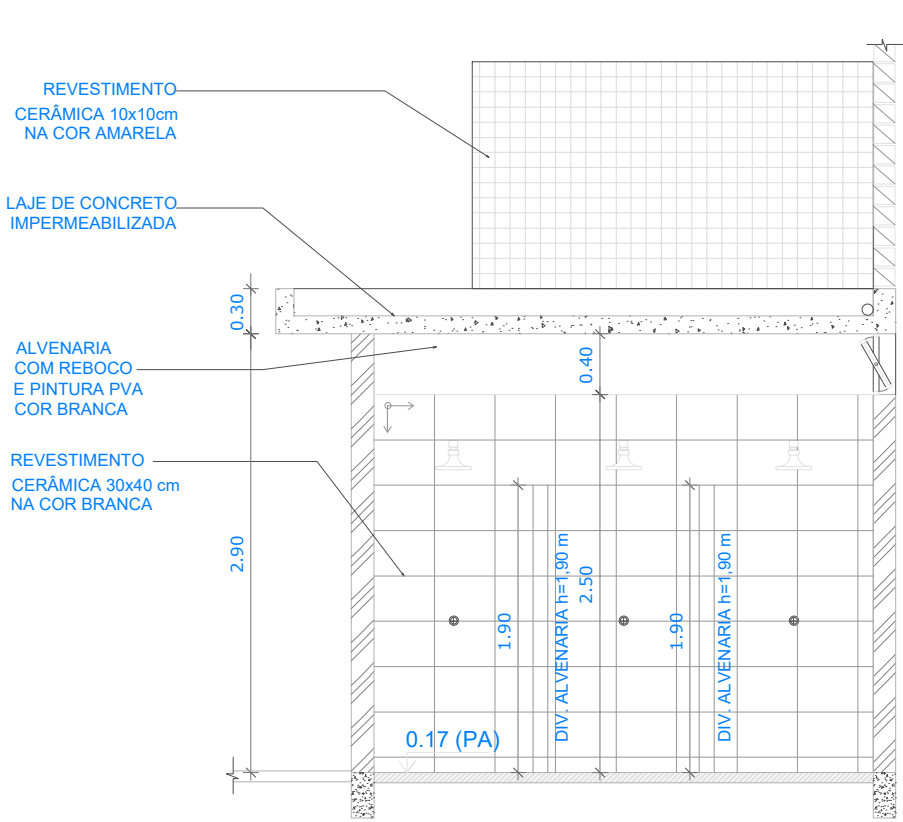 REVESTIMENTO
CERÂMICA 10x10cm
NA COR AMARELA
LAJE DE CONCRETO
IMPERMEABILIZADA
0.30
ALVENARIA
COM REBOCO
E PINTURA PVA
COR BRANCA
0.40
REVESTIMENTO
CERÂMICA 30x40 cm
NA COR BRANCA
2.90
1.90
DIV. ALVENARIA h=1,90 m
2.50
1.90
DIV. ALVENARIA h=1,90 m
0.17 (PA)